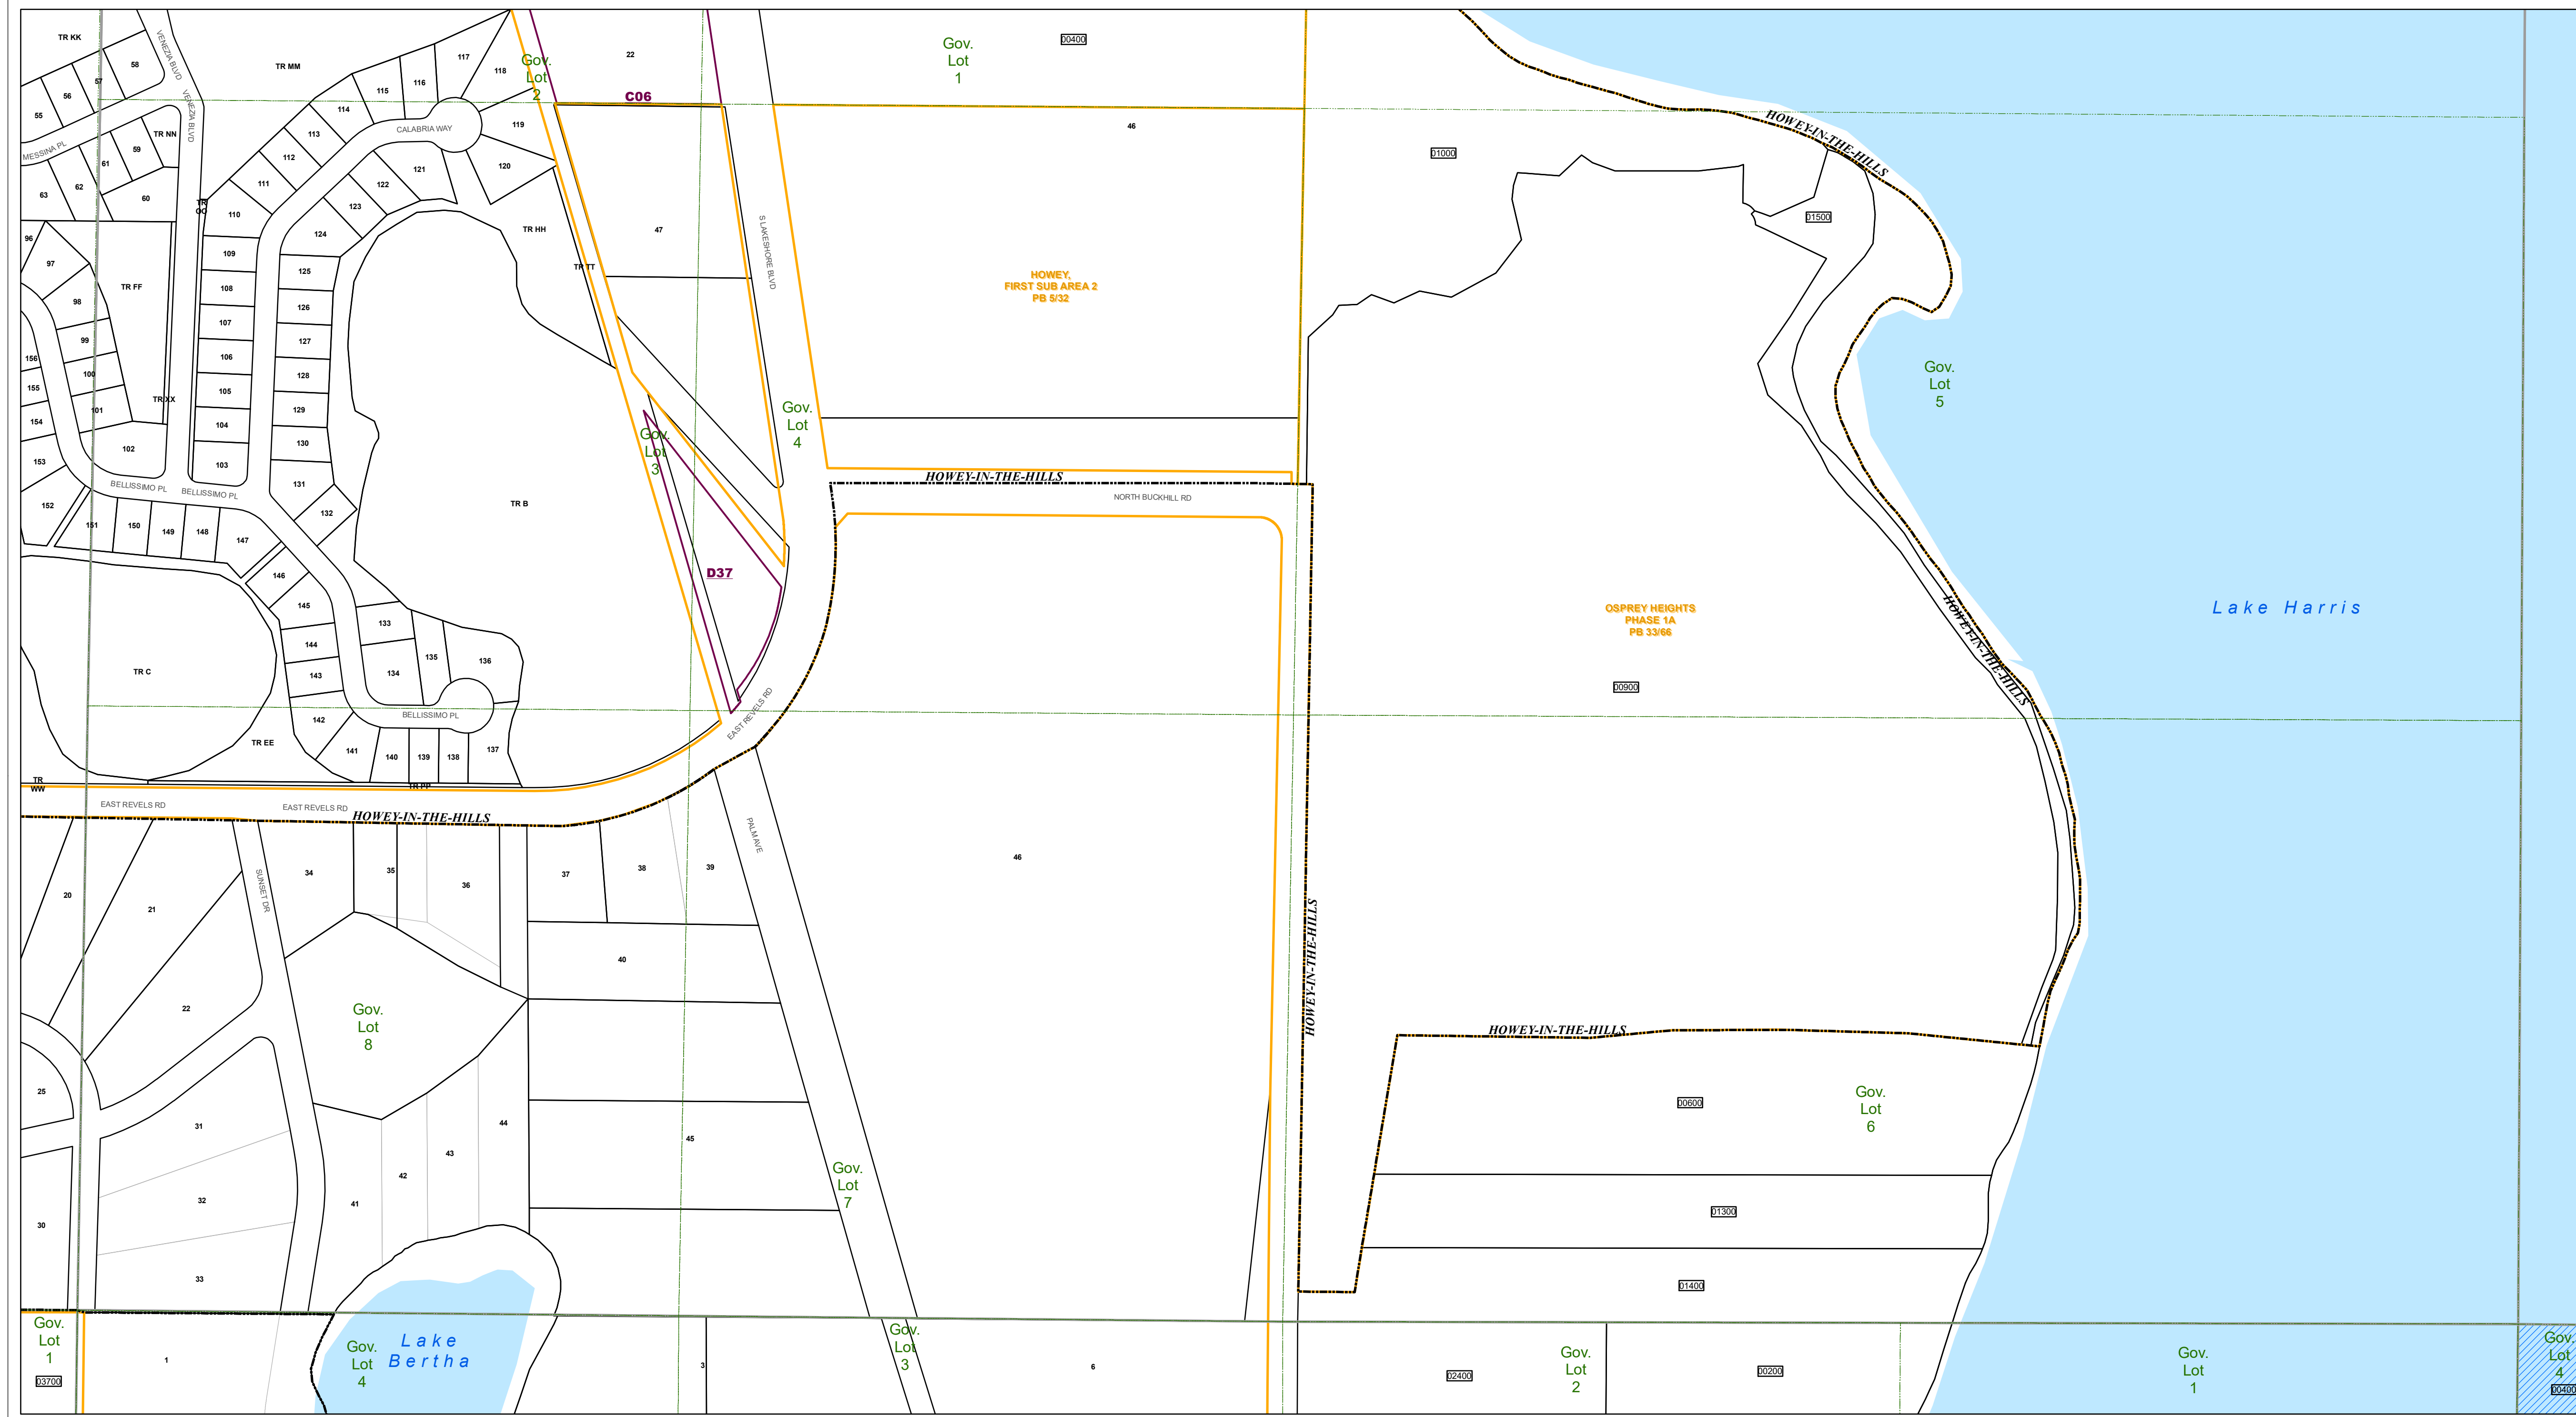 TR KK
VENEZIA BLVD
TR MM
117
118
116
115
114
113
112
111
110
58
57
56
55
Gov.
Lot
2
22
Gov.
Lot
1
00400
C06
VENEZIA BLVD
CALABRIA WAY
119
120
121
122
123
124
46
01000
HOWEY-IN-THE-HILLS
MESSINA PL
TR NN
59
61
62
63
60
TR
OO
01500
96
97
98
99
100
101
102
TR FF
TR XX
109
108
107
106
105
104
103
125
126
127
128
129
130
131
132
TR HH
TR TT
47
S LAKESHORE BLVD
HOWEY,
FIRST SUB AREA 2
PB 5/32
156
155
154
153
152
Gov.
Lot
5
Gov.
Lot
4
Gov.
Lot
3
HOWEY-IN-THE-HILLS
NORTH BUCKHILL RD
BELLISSIMO PL
BELLISSIMO PL
TR B
151
150
149
148
147
146
145
144
143
142
141
140
139
138
137
133
134
135
136
D37
OSPREY HEIGHTS
PHASE 1A
PB 33/66
Lake Harris
HOWEY-IN-THE-HILLS
00900
TR C
BELLISSIMO PL
EAST REVELS RD
TR EE
TR
WW
TR PP
EAST REVELS RD
EAST REVELS RD
HOWEY-IN-THE-HILLS
PALM AVE
SUNSET DR
20
21
34
35
36
37
38
39
46
40
22
Gov.
Lot
8
HOWEY-IN-THE-HILLS
HOWEY-IN-THE-HILLS
25
31
32
33
30
41
42
43
44
45
Gov.
Lot
7
00600
Gov.
Lot
6
01300
01400
Gov.
Lot
1
03700
1
Gov.
Lot
4
Lake
Bertha
3
Gov.
Lot
3
6
02400
Gov.
Lot
2
00200
Gov.
Lot
1
Gov.
Lot
4
00400